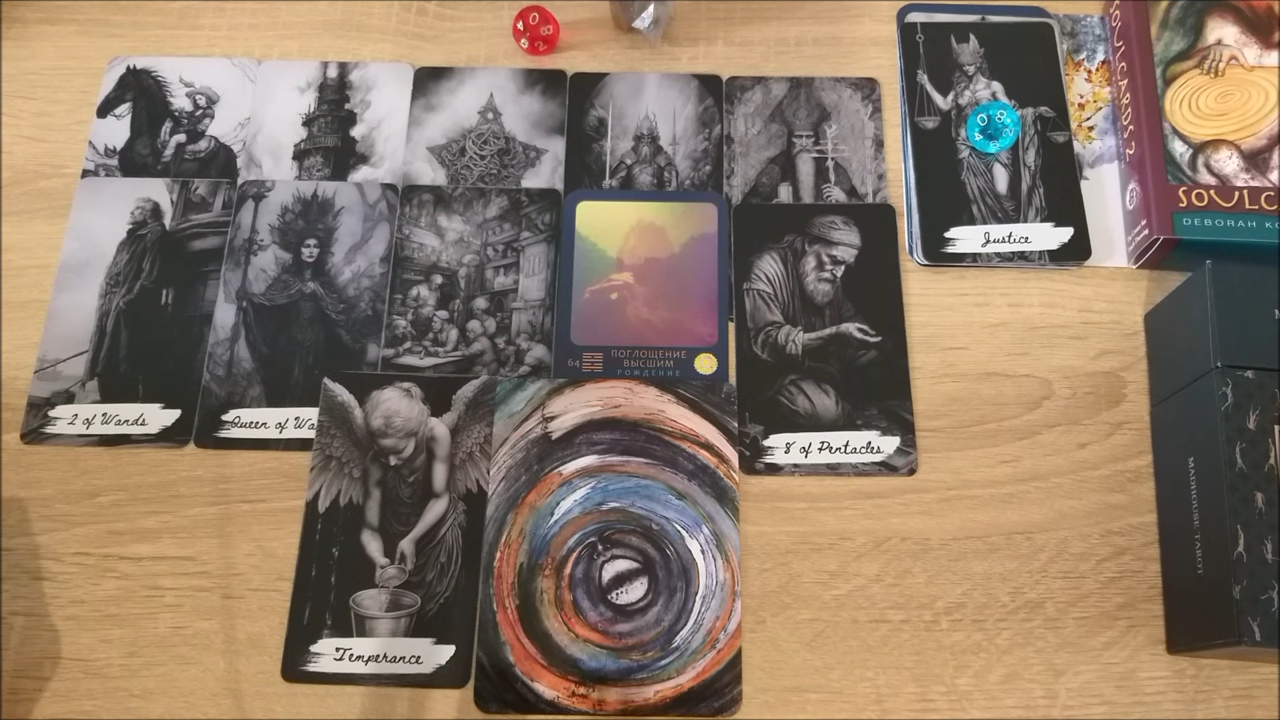 SOULCARDS 2
SOULC
DEBORAH KO
Justice
64
ПОГЛОЩЕНИЕ
ВЫСШИМ
РОЖДЕНИЕ
2 of Wands
Queen of Wa
8 of Pentacles
Temperance
MADHOUSE TAROT